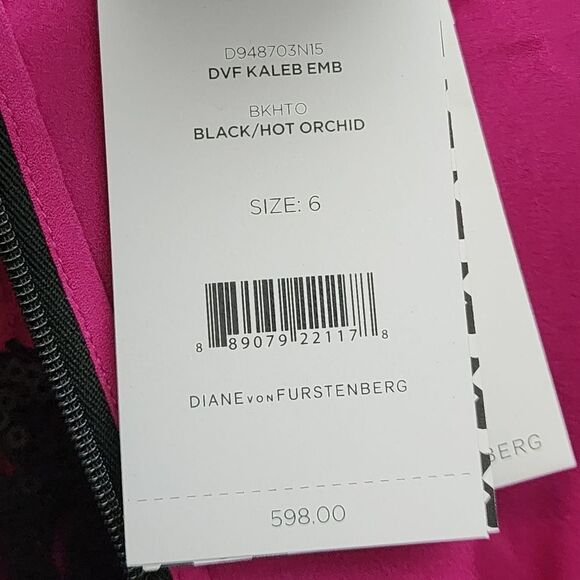 D948703N15
DVF KALEB EMB
BKHTO
BLACK/HOT ORCHID
SIZE: 6
8 89079 22117 8
DIANE VON FURSTENBERG
598.00
BERG